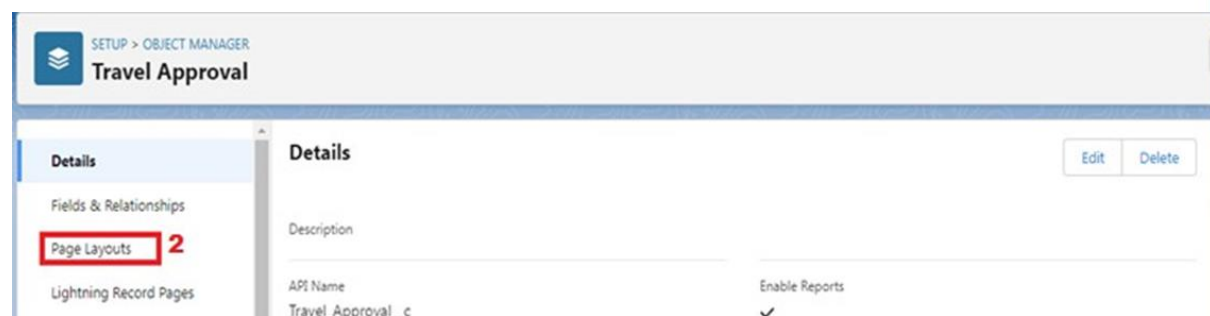 SETUP > OBJECT MANAGER
Travel Approval
Details
Fields & Relationships
Page Layouts 2
Lightning Record Pages
Details
Edit Delete
Description
API Name
Travel_Approval__c
Enable Reports